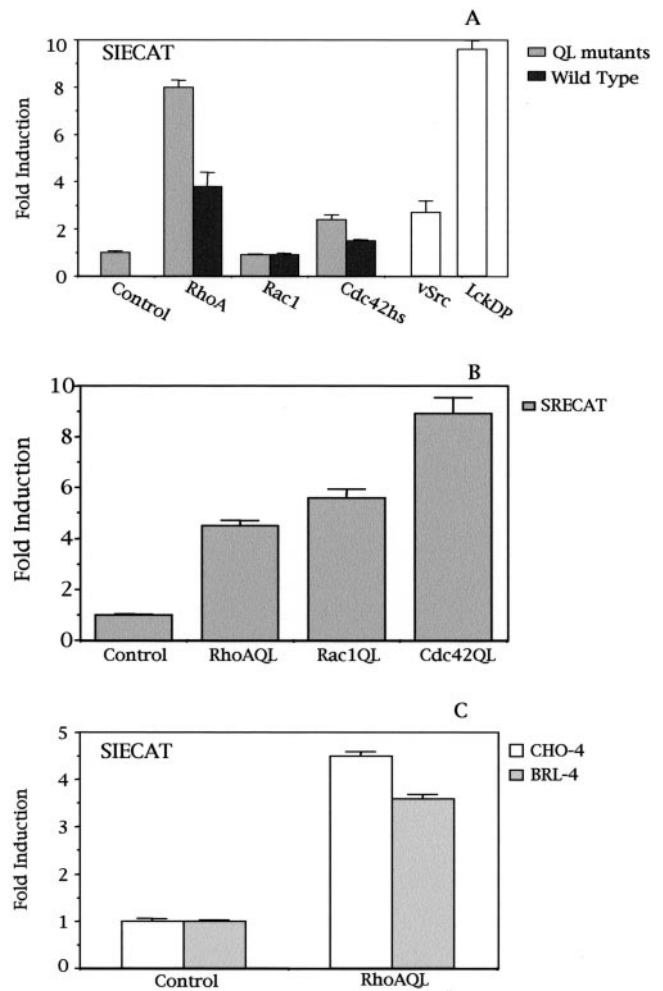 A
SIECAT
QL mutants
Wild Type
Fold Induction
10
8
6
4
2
0
Control
RhoA
Rac1
Cdc42hs
vSrc
LckDP
B
SRECAT
Fold Induction
10
8
6
4
2
0
Control
RhoAQL
Rac1QL
Cdc42QL
C
SIECAT
CHO-4
BRL-4
Fold Induction
5
4
3
2
1
0
Control
RhoAQL